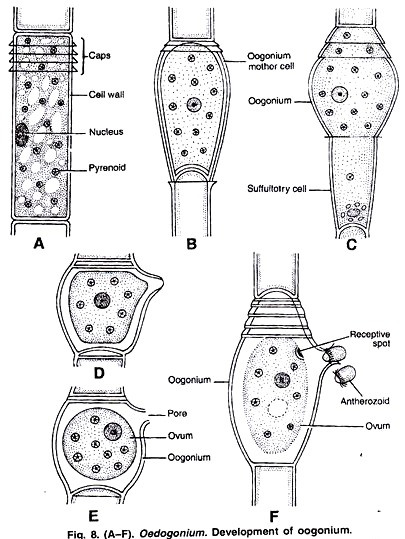 Caps
Cell wall
Nucleus
Pyrenoid
A
Oogonium
mother cell
B
Oogonium
Suffultotry cell
C
D
Pore
Ovum
Oogonium
E
Receptive
spot
Oogonium
Antherozoid
Ovum
F
Fig. 8. (A–F). Oedogonium. Development of oogonium.